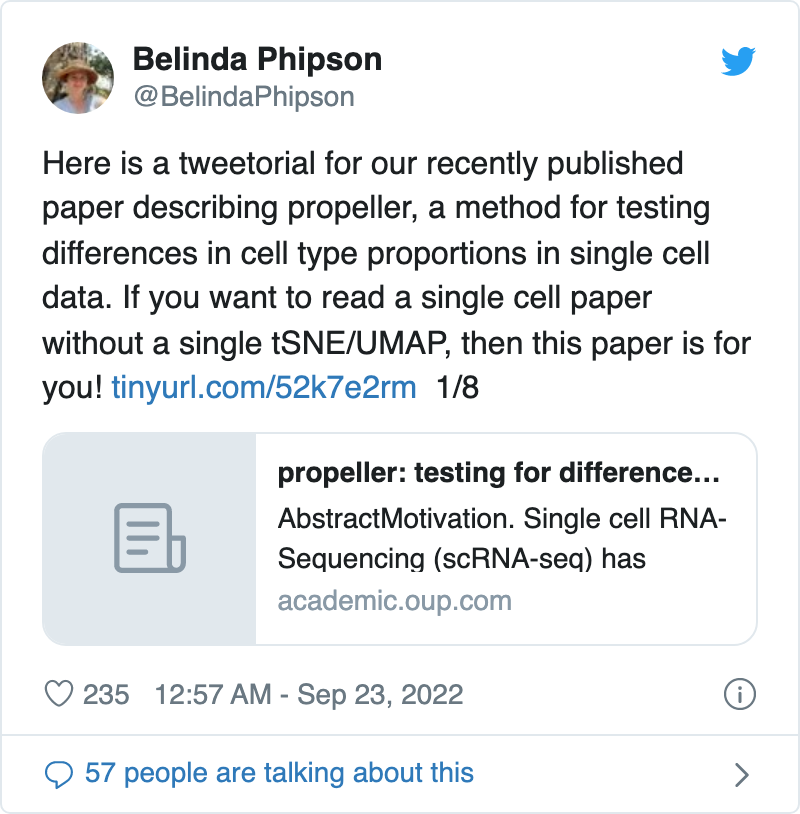 Belinda Phipson
@BelindaPhipson
Here is a tweetorial for our recently published
paper describing propeller, a method for testing
differences in cell type proportions in single cell
data. If you want to read a single cell paper
without a single tSNE/UMAP, then this paper is for
you! tinyurl.com/52k7e2rm 1/8
propeller: testing for difference...
AbstractMotivation. Single cell RNA-
Sequencing (scRNA-seq) has
academic.oup.com
235 12:57 AM - Sep 23, 2022
57 people are talking about this